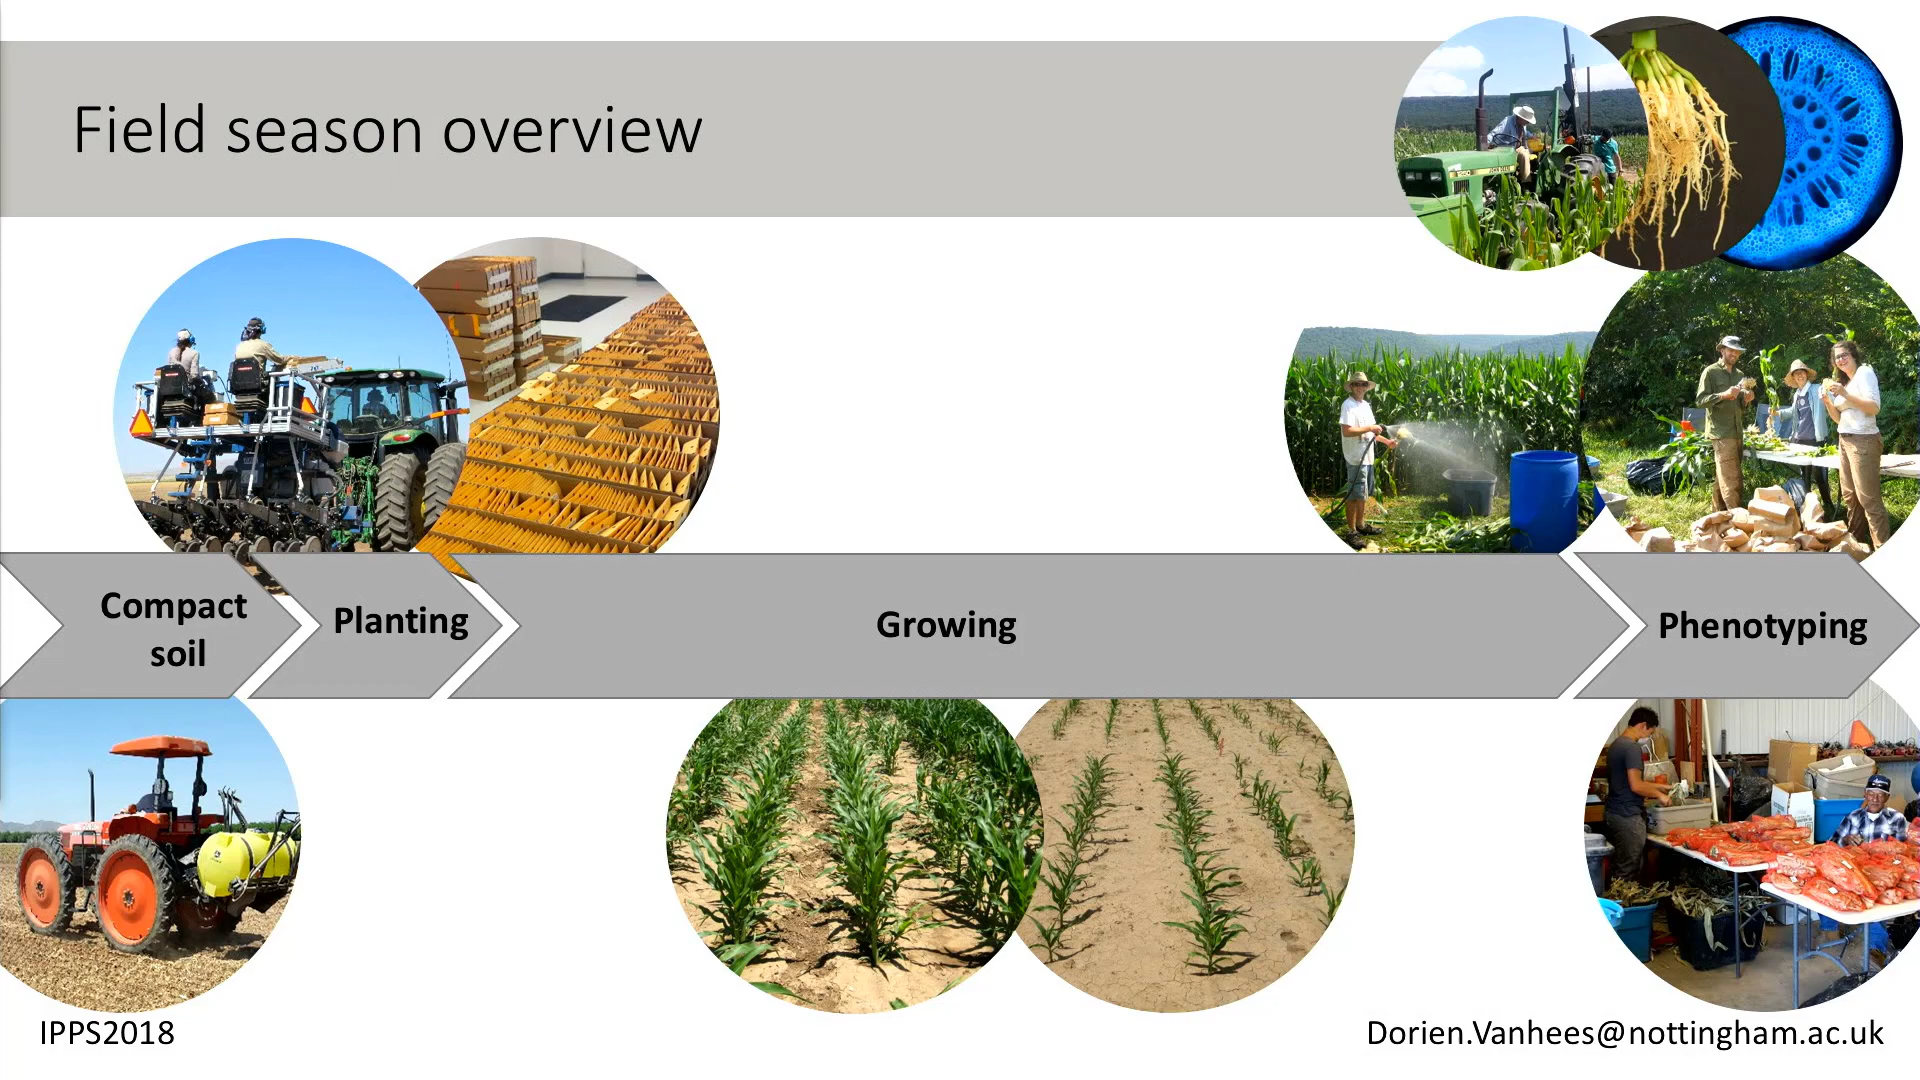 Field season overview
Compact
soil
Planting
Growing
Phenotyping
IPPS2018
Dorien.Vanhees@nottingham.ac.uk